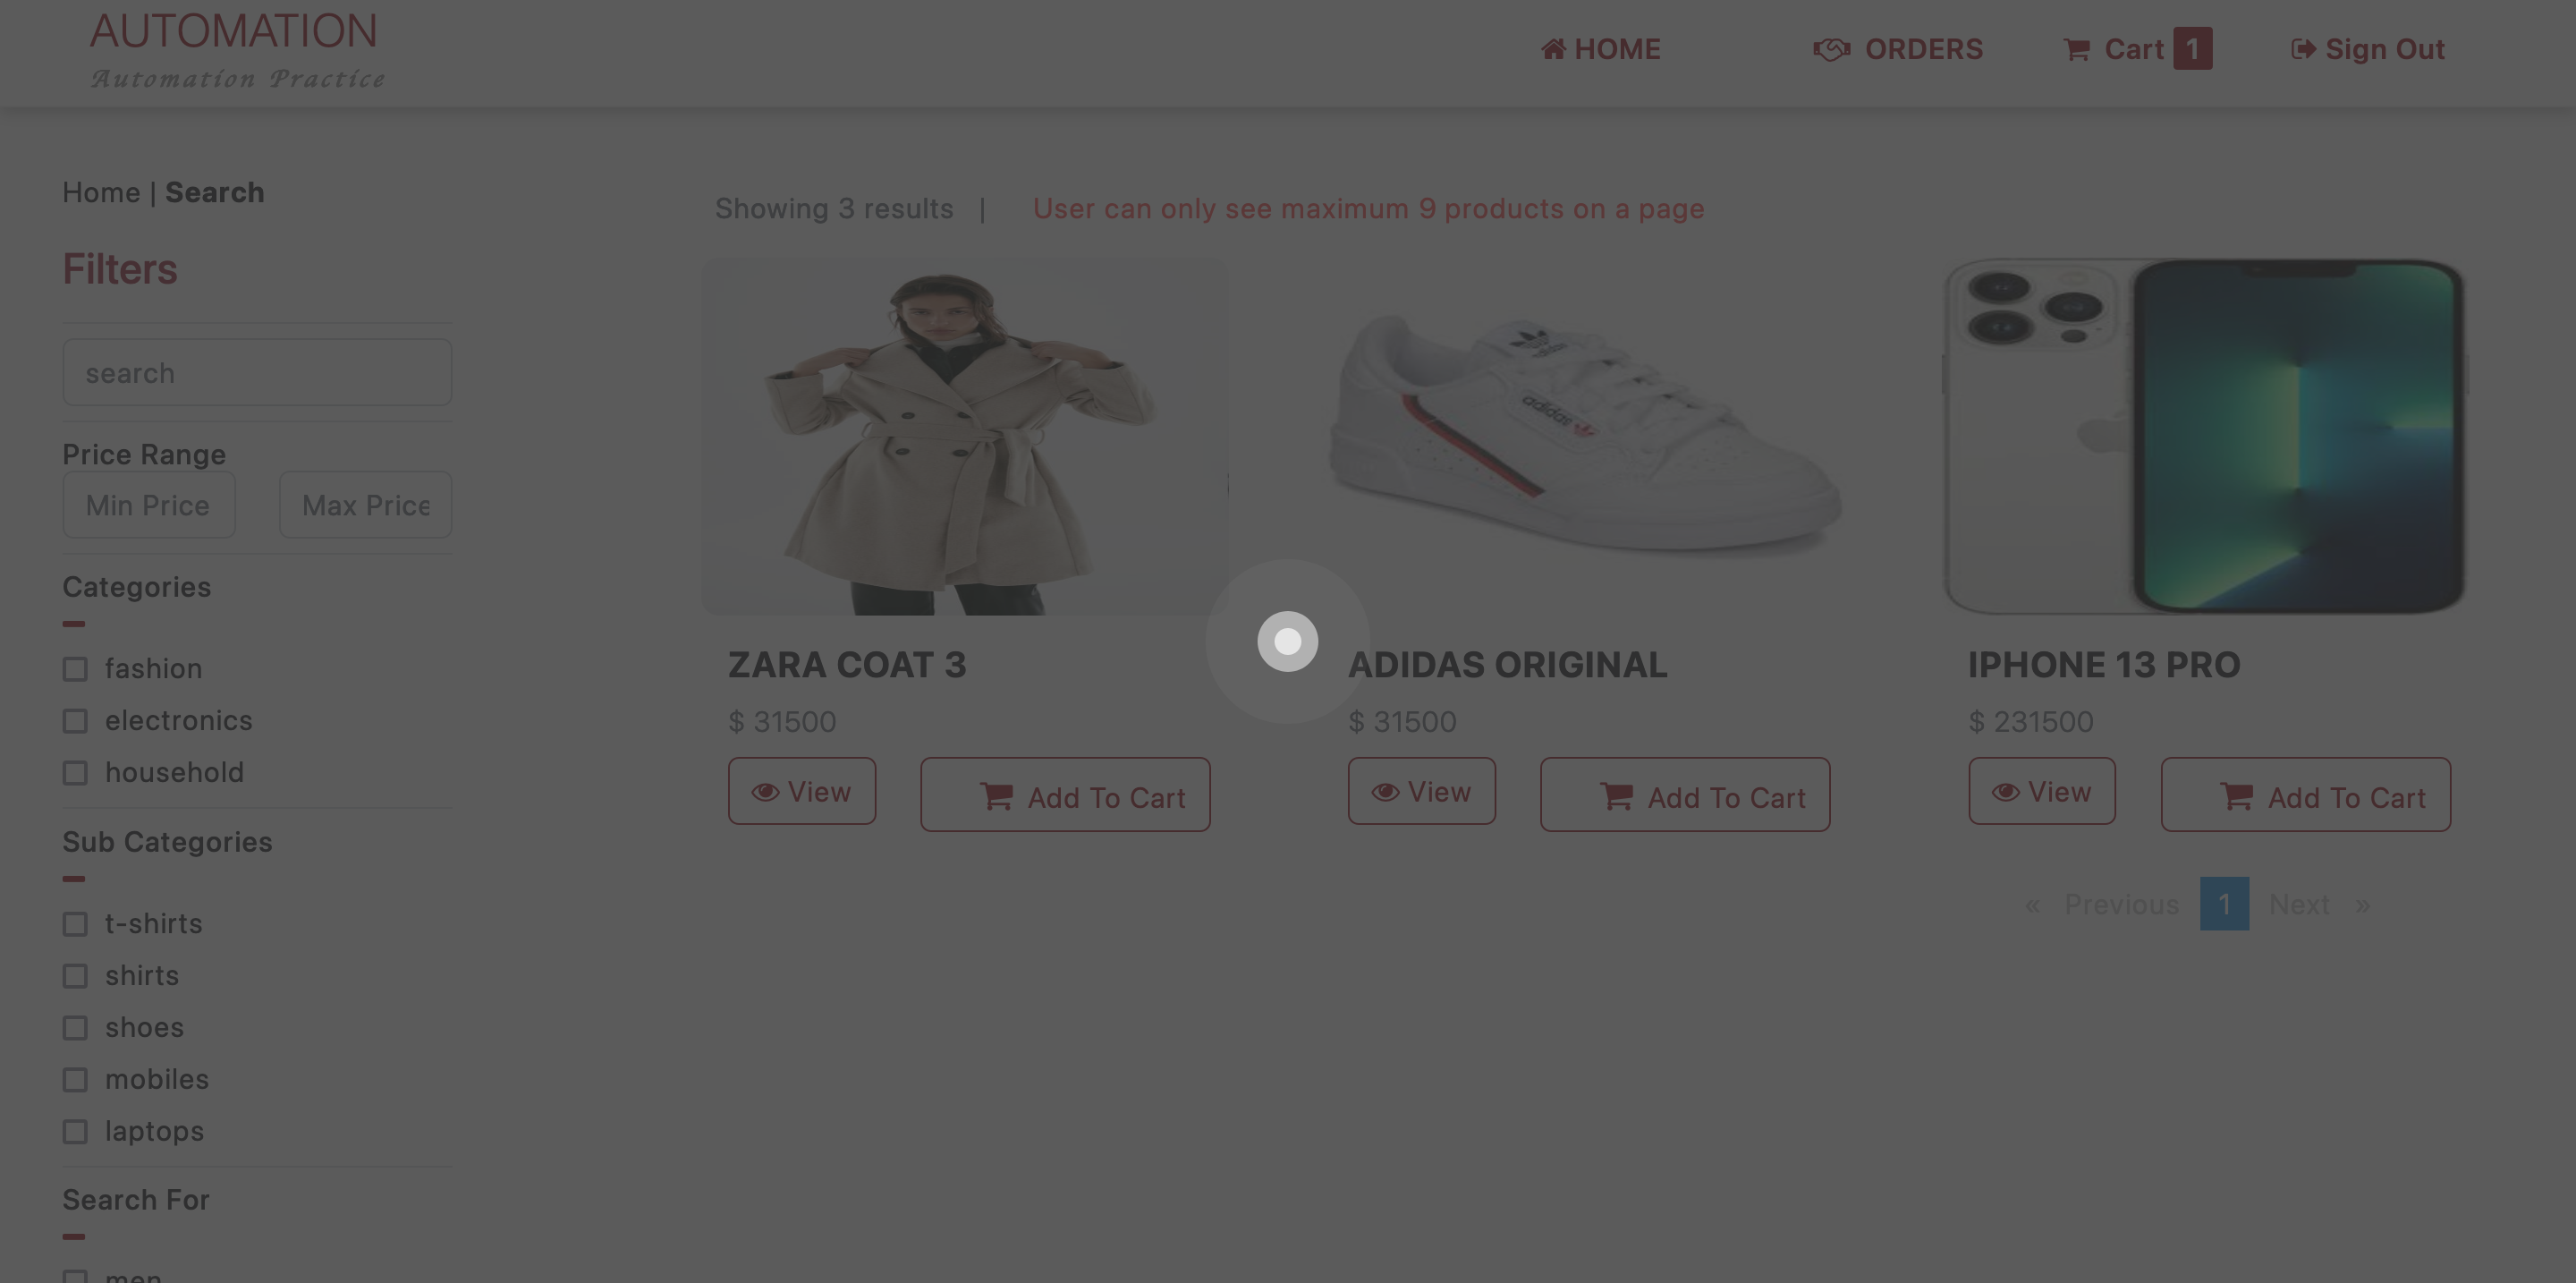 AUTOMATION
Automation Practice
HOME
ORDERS
Cart 1
Sign Out
Home | Search
Showing 3 results |
User can only see maximum 9 products on a page
Filters
search
Price Range
Min Price
Max Price
Categories
fashion
electronics
household
Sub Categories
t-shirts
shirts
shoes
mobiles
laptops
Search For
men
adidas
ZARA COAT 3
$ 31500
View
Add To Cart
ADIDAS ORIGINAL
$ 31500
View
Add To Cart
IPHONE 13 PRO
$ 231500
View
Add To Cart
« Previous 1 Next »